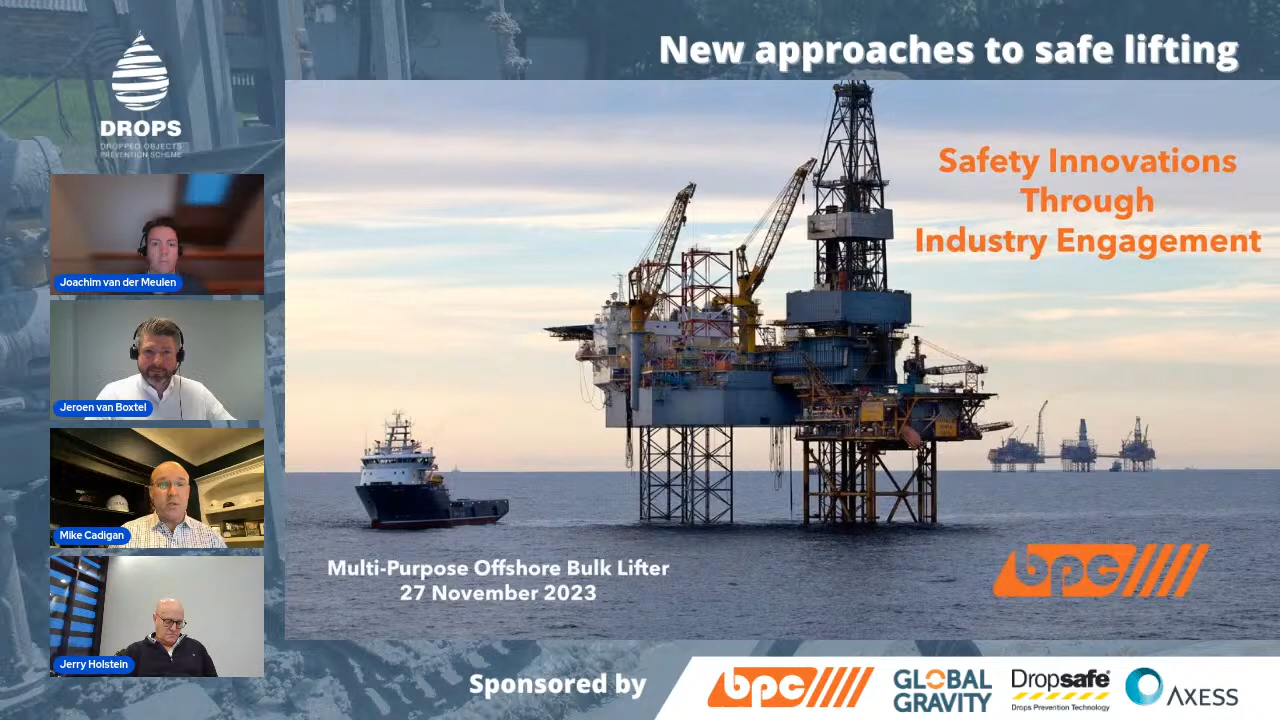 New approaches to safe lifting
DROPS
DROPPED OBJECTS
PREVENTION SCHEME
Joachim van der Meulen
Jeroen van Boxtel
Mike Cadigan
Jerry Holstein
Safety Innovations
Through
Industry Engagement
Multi-Purpose Offshore Bulk Lifter
27 November 2023
bpc
Sponsored by
bpc
GLOBAL
GRAVITY
Dropsafe®
Drops Prevention Technology
AXESS